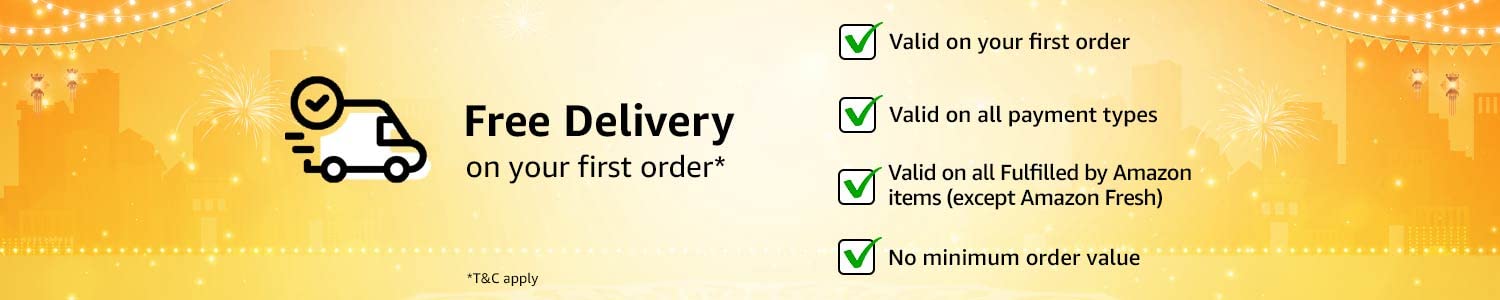 Free Delivery
on your first order*
*T&C apply
Valid on your first order
Valid on all payment types
Valid on all Fulfilled by Amazon
items (except Amazon Fresh)
No minimum order value